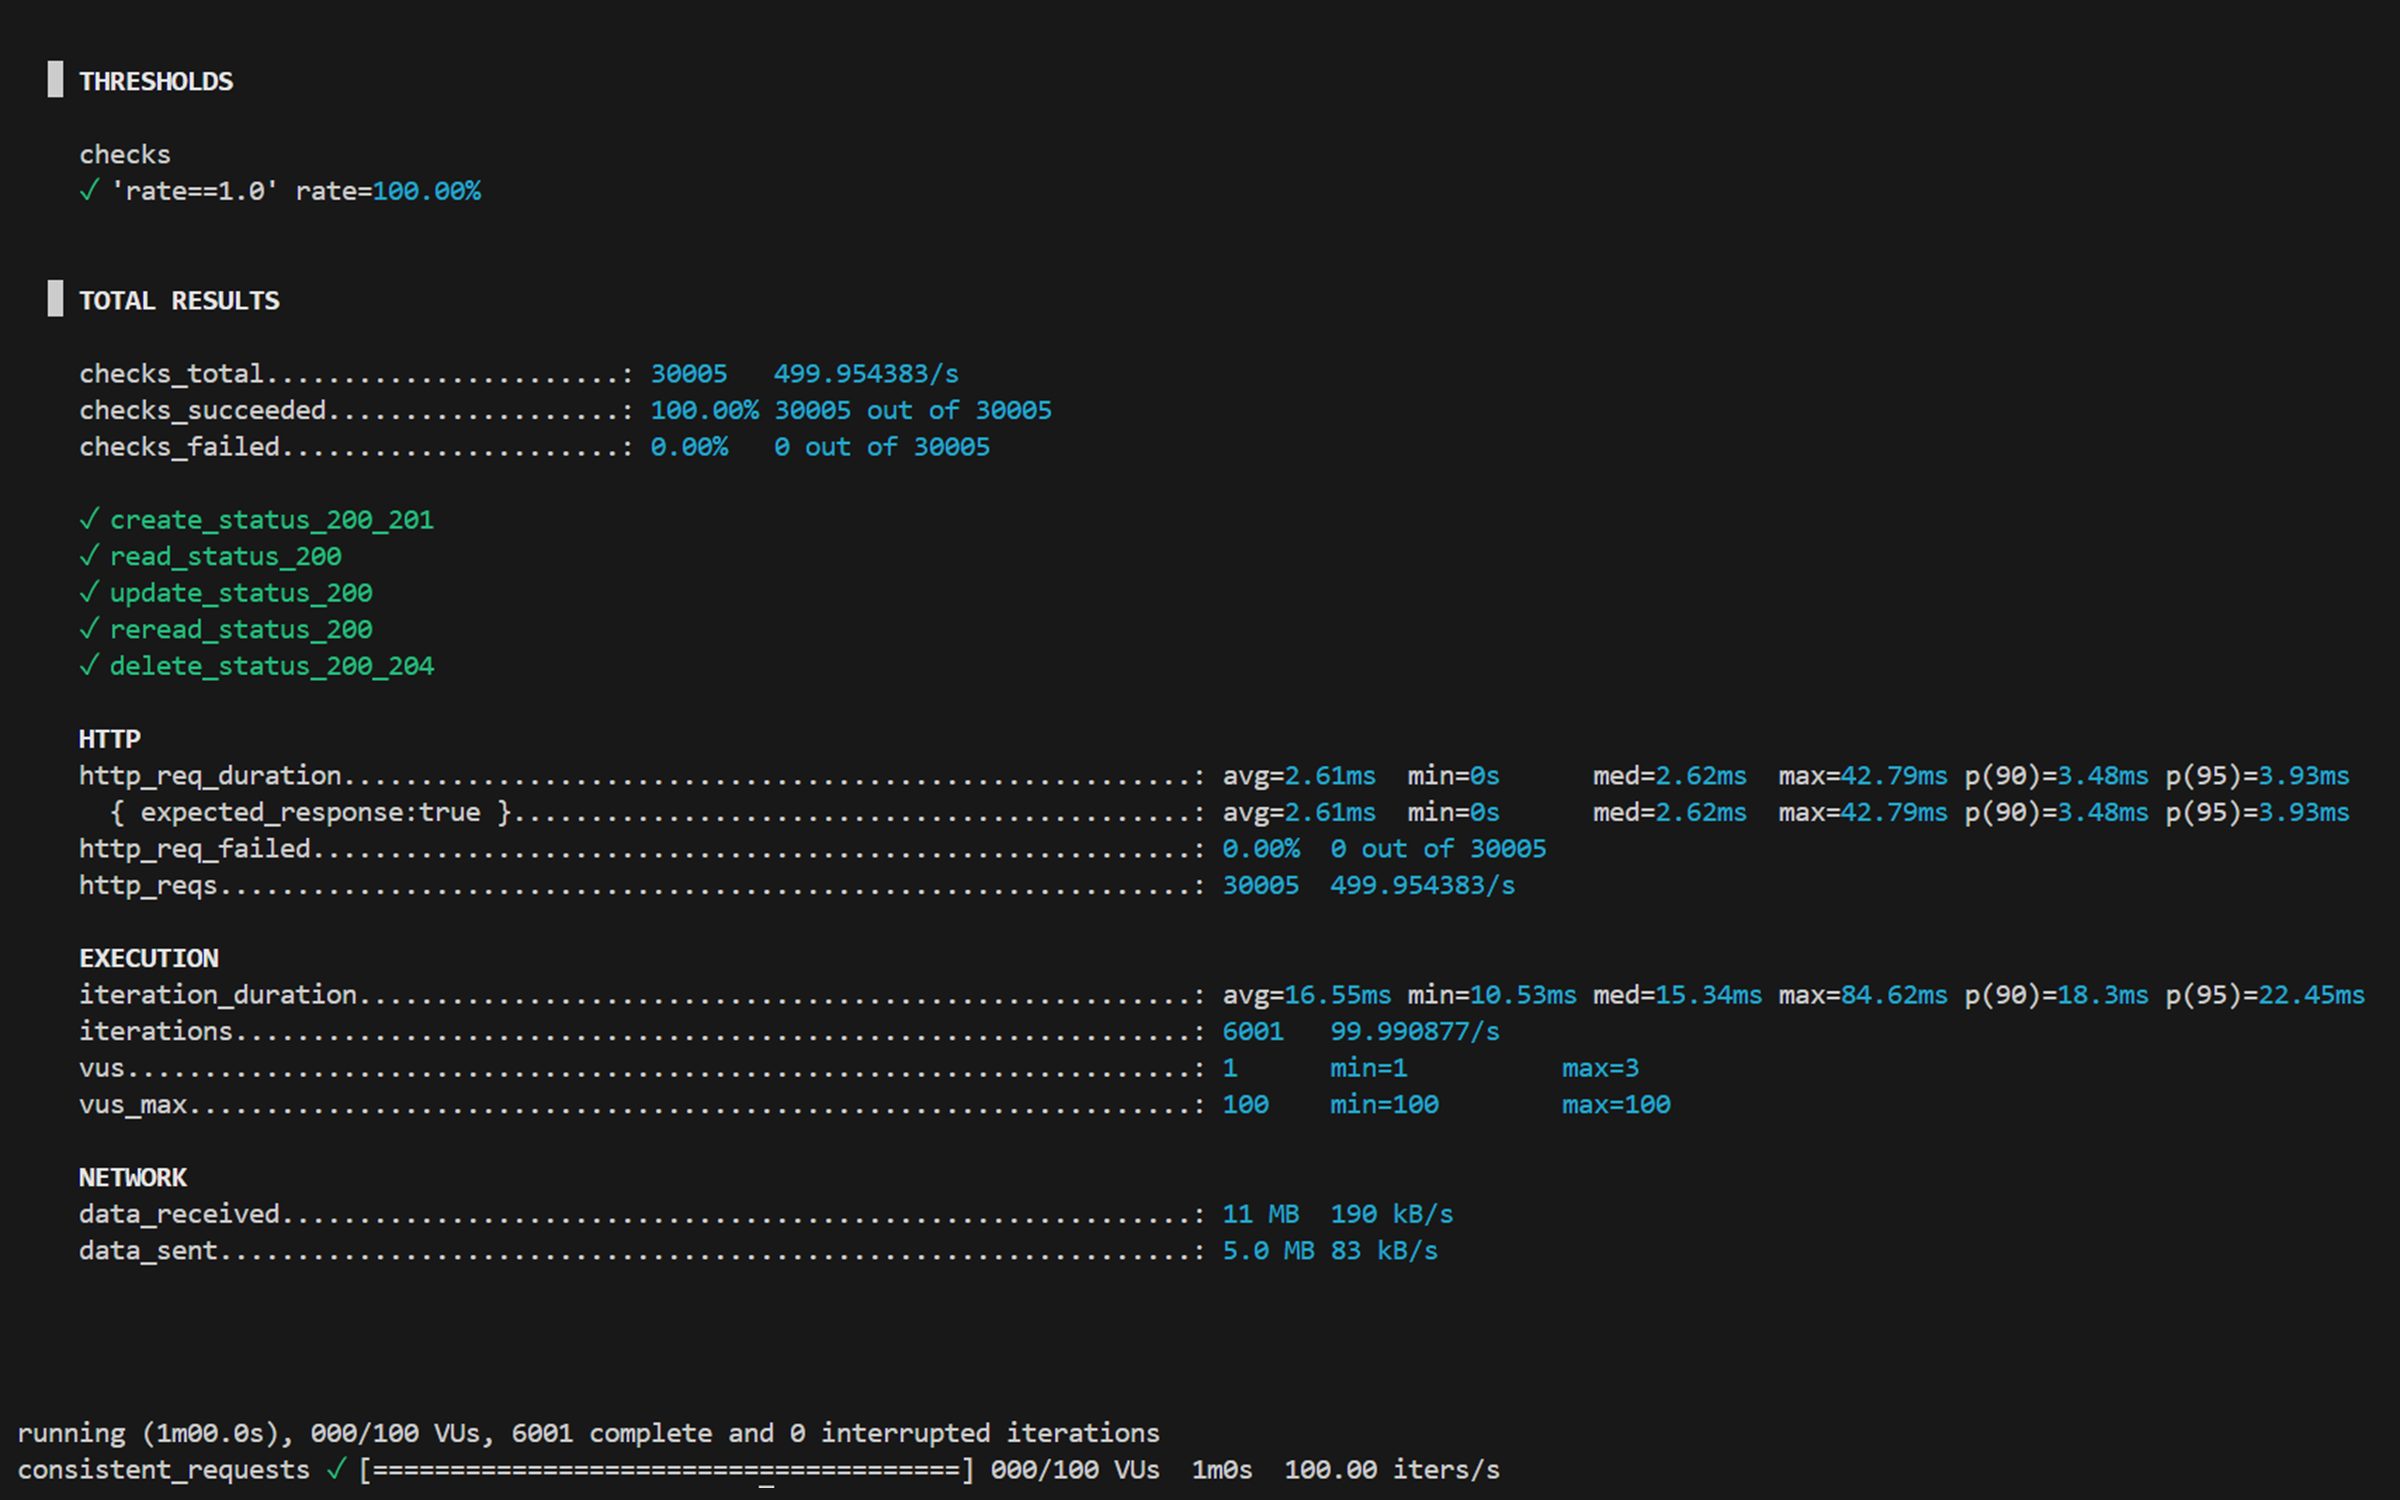 THRESHOLDS
checks
✓ 'rate==1.0' rate=100.00%
TOTAL RESULTS
checks_total.......................: 30005   499.954383/s
checks_succeeded...................: 100.00% 30005 out of 30005
checks_failed......................: 0.00%   0 out of 30005
✓ create_status_200_201
✓ read_status_200
✓ update_status_200
✓ reread_status_200
✓ delete_status_200_204
HTTP
http_req_duration.......................................................: avg=2.61ms  min=0s      med=2.62ms  max=42.79ms p(90)=3.48ms p(95)=3.93ms
{ expected_response:true }............................................: avg=2.61ms  min=0s      med=2.62ms  max=42.79ms p(90)=3.48ms p(95)=3.93ms
http_req_failed.........................................................: 0.00%  0 out of 30005
http_reqs...............................................................: 30005  499.954383/s
EXECUTION
iteration_duration......................................................: avg=16.55ms min=10.53ms med=15.34ms max=84.62ms p(90)=18.3ms p(95)=22.45ms
iterations..............................................................: 6001   99.990877/s
vus.....................................................................: 1      min=1          max=3
vus_max.................................................................: 100    min=100        max=100
NETWORK
data_received...........................................................: 11 MB  190 kB/s
data_sent...............................................................: 5.0 MB 83 kB/s
running (1m00.0s), 000/100 VUs, 6001 complete and 0 interrupted iterations
consistent_requests ✓ [======================================] 000/100 VUs  1m0s  100.00 iters/s